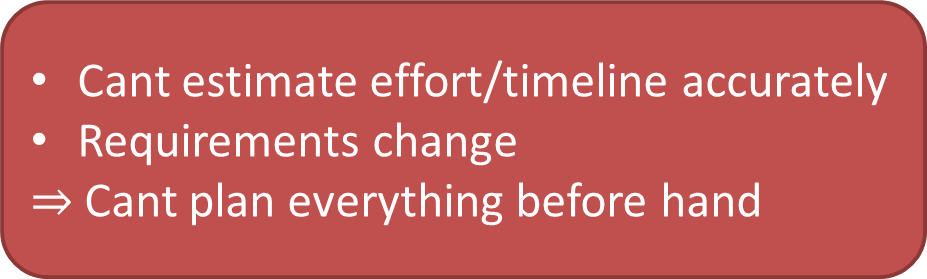 • Cant estimate effort/timeline accurately
• Requirements change
⇒ Cant plan everything before hand